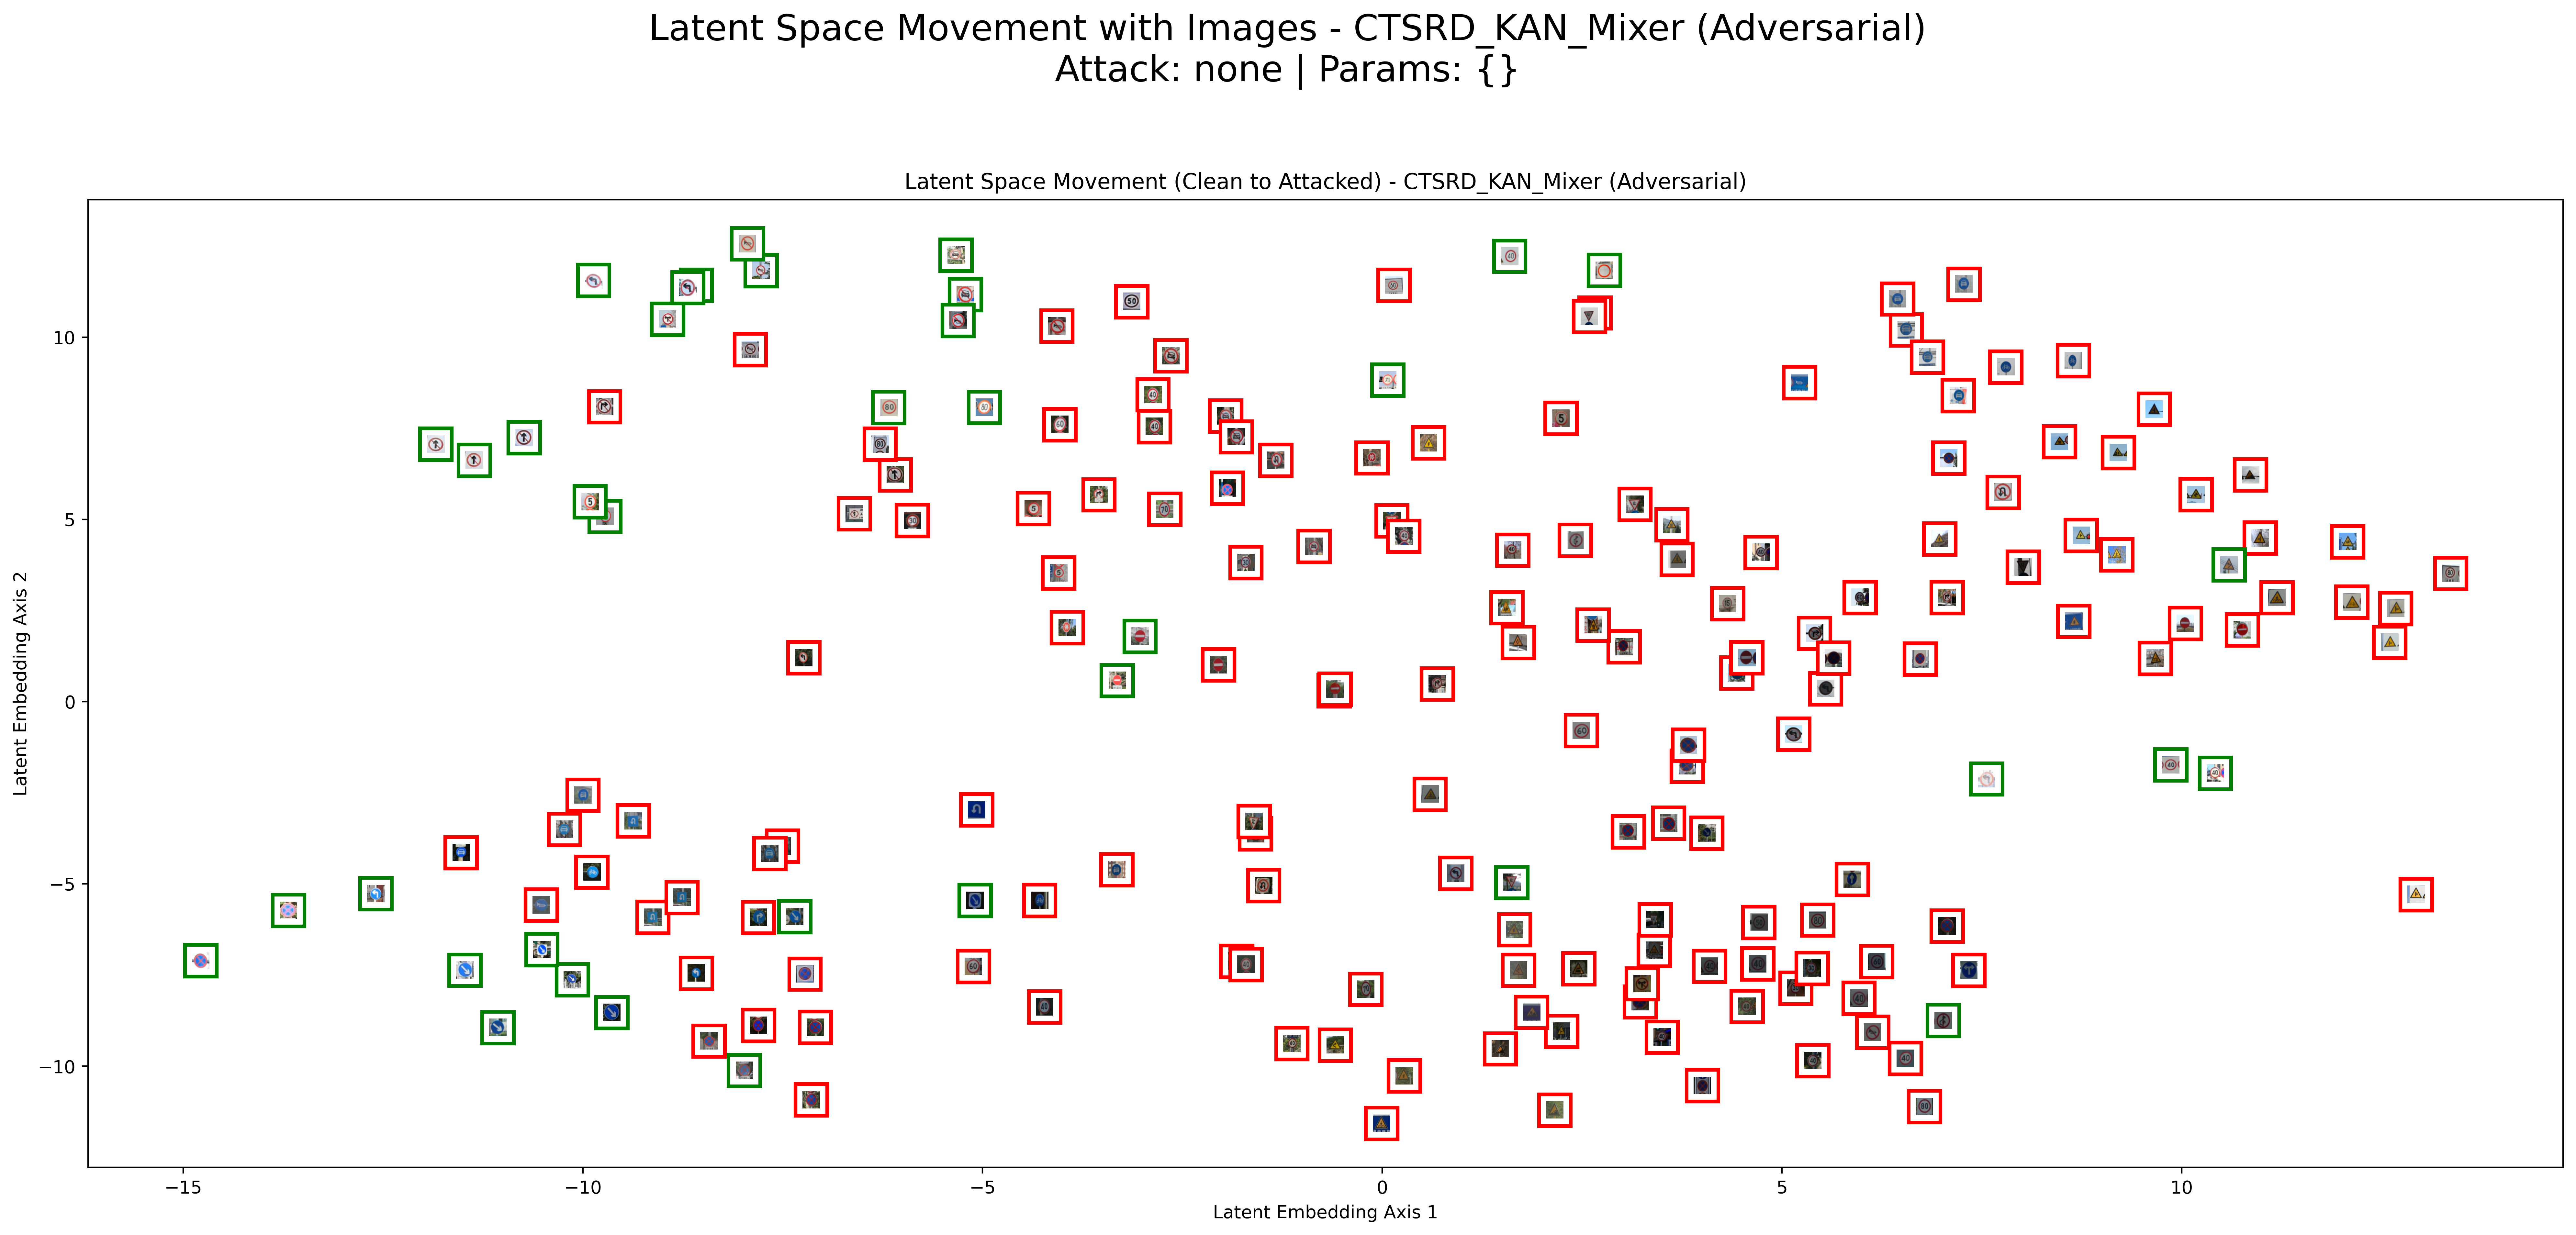 Latent Space Movement with Images - CTSRD_KAN_Mixer (Adversarial)
Attack: none | Params: {}
Latent Space Movement (Clean to Attacked) - CTSRD_KAN_Mixer (Adversarial)
Latent Embedding Axis 2
10
5
0
−5
−10
−15
−10
−5
0
5
10
Latent Embedding Axis 1